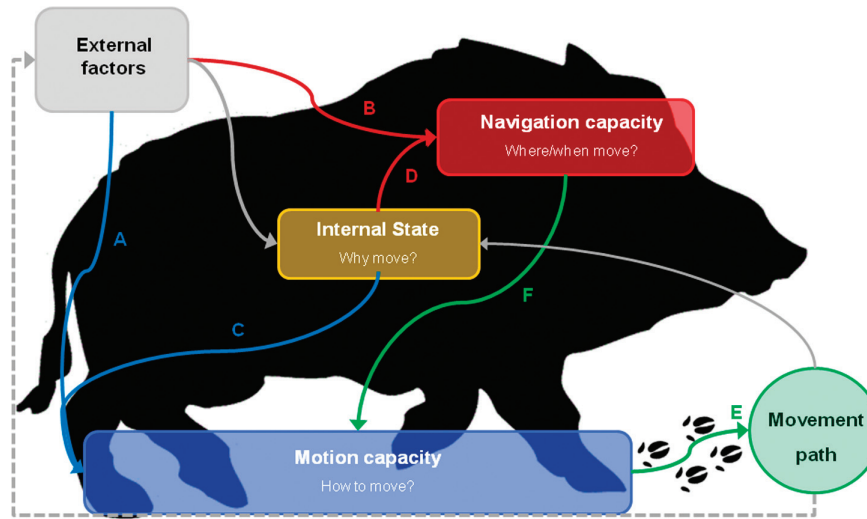 External
factors
B
Navigation capacity
Where/when move?
D
A
Internal State
Why move?
F
C
E
Movement
path
Motion capacity
How to move?